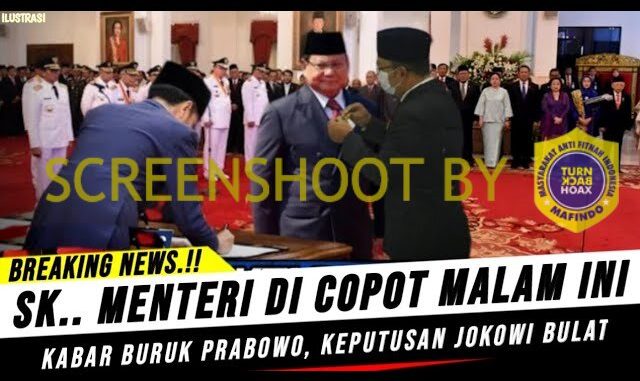 ILUSTRASI
SCREENSHOOT BY
MASYARAKAT ANTI FITNAH INDONESIA
TURN
BACK
HOAX
MAFINDO
BREAKING NEWS.!!
SK.. MENTERI DI COPOT MALAM INI
KABAR BURUK PRABOWO, KEPUTUSAN JOKOWI BULAT